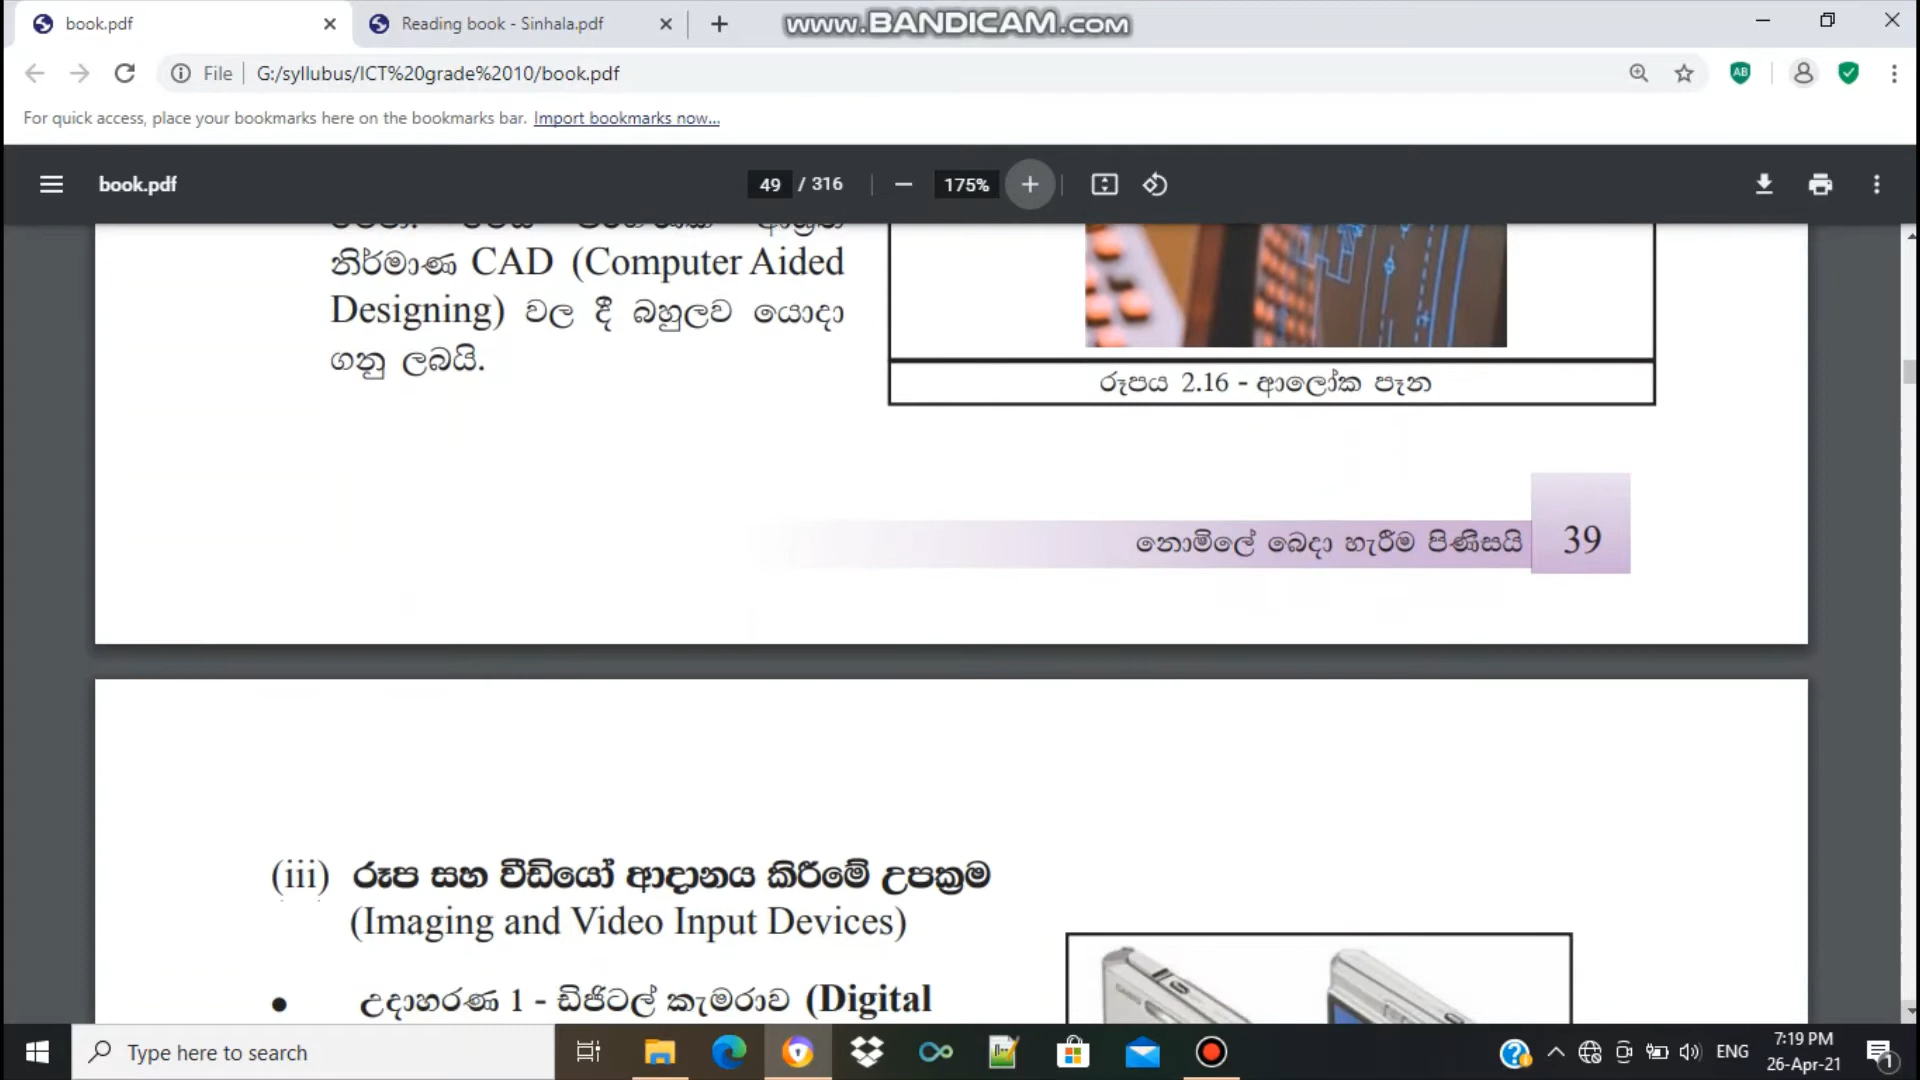 book.pdf
Reading book - Sinhala.pdf
www.BANDICAM.com
File
G:/syllubus/ICT%20grade%2010/book.pdf
AB
For quick access, place your bookmarks here on the bookmarks bar. Import bookmarks now...
book.pdf
49 / 316
175%
නිර්මාණ CAD (Computer Aided
Designing) වල දී බහුලව යොදා
ගනු ලබයි.
රූපය 2.16 - ආලෝක පෑන
නොමිලේ බෙදා හැරීම පිණිසයි
39
(iii) රූප සහ වීඩියෝ ආදානය කිරීමේ උපක්‍රම
(Imaging and Video Input Devices)
● උදාහරණ 1 - ඩිජිටල් කැමරාව (Digital
Type here to search
ENG
7:19 PM
26-Apr-21
1